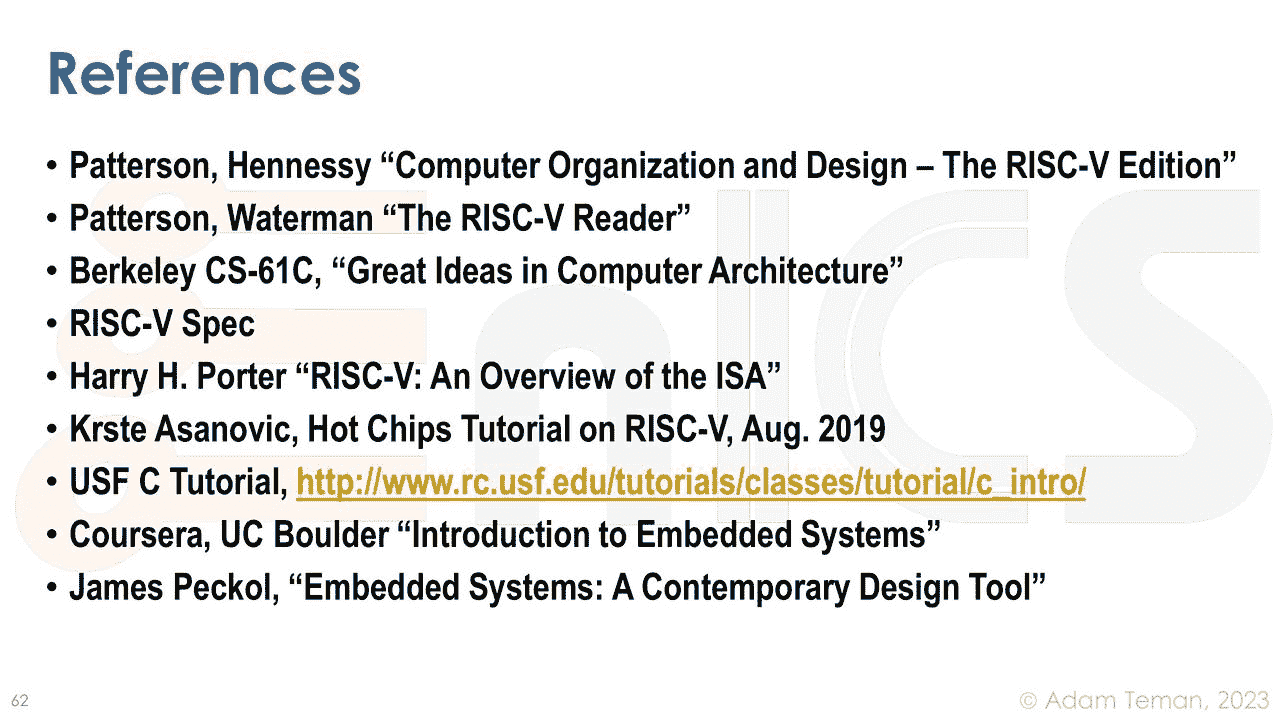 References
• Patterson, Hennessy “Computer Organization and Design – The RISC-V Edition”
• Patterson, Waterman “The RISC-V Reader”
• Berkeley CS-61C, “Great Ideas in Computer Architecture”
• RISC-V Spec
• Harry H. Porter “RISC-V: An Overview of the ISA”
• Krste Asanovic, Hot Chips Tutorial on RISC-V, Aug. 2019
• USF C Tutorial, http://www.rc.usf.edu/tutorials/classes/tutorial/c_intro/
• Coursera, UC Boulder “Introduction to Embedded Systems”
• James Peckol, “Embedded Systems: A Contemporary Design Tool”
EnICS
62
© Adam Teman, 2023